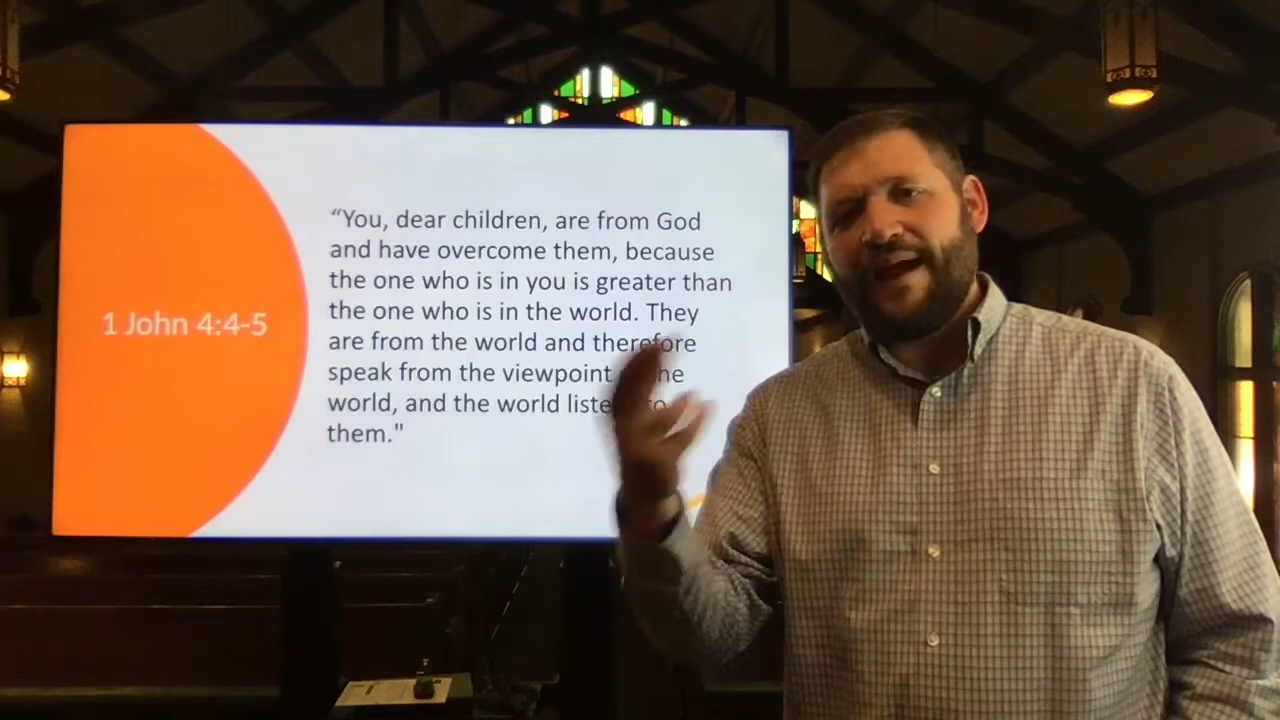 1 John 4:4-5
“You, dear children, are from God
and have overcome them, because
the one who is in you is greater than
the one who is in the world. They
are from the world and therefore
speak from the viewpoint
world, and the world
them."